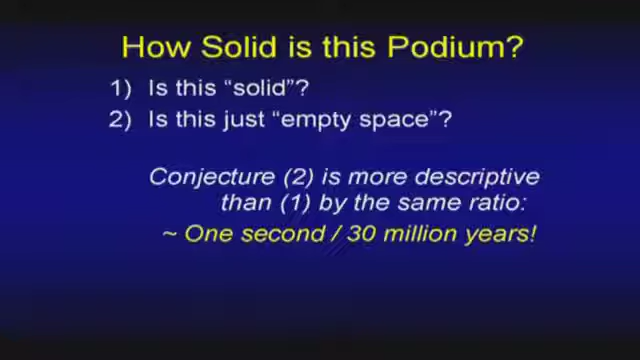 How Solid is this Podium?
1) Is this “solid”?
2) Is this just “empty space”?
Conjecture (2) is more descriptive
than (1) by the same ratio:
~ One second / 30 million years!